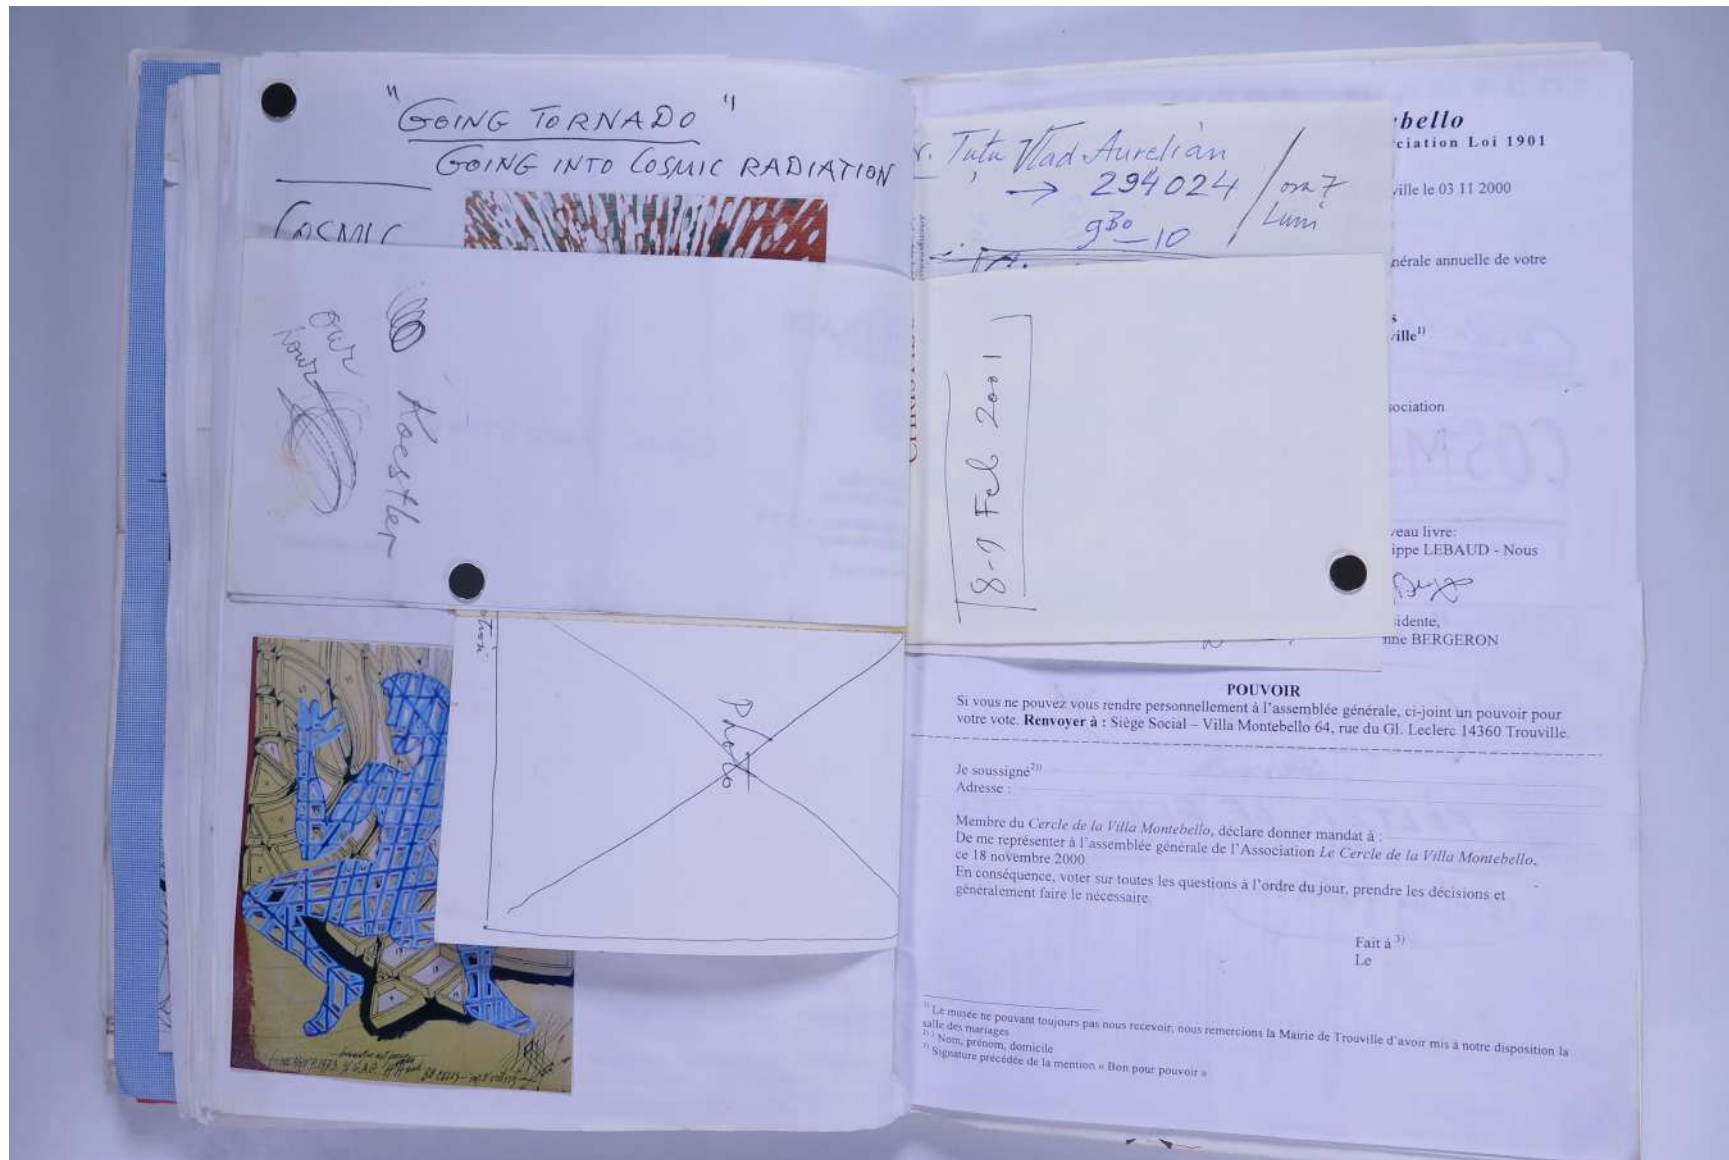 "GOING TORNADO"
GOING INTO COSMIC RADIATION
COSMIC
our
Koestler
Photo
Țuțu Vlad Aurelian
→ 294024 / ora 7
Luni
9³⁰–10
8-9 Feb 2001
bello
ciation Loi 1901
ville le 03 11 2000
nérale annuelle de votre
s
ville¹⁾
sociation
veau livre:
ippe LEBAUD - Nous
sidente,
nne BERGERON
POUVOIR
Si vous ne pouvez vous rendre personnellement à l'assemblée générale, ci-joint un pouvoir pour
votre vote. Renvoyer à : Siège Social – Villa Montebello 64, rue du Gl. Leclerc 14360 Trouville.
Je soussigné²⁾
Adresse :
Membre du Cercle de la Villa Montebello, déclare donner mandat à :
De me représenter à l'assemblée générale de l'Association Le Cercle de la Villa Montebello,
ce 18 novembre 2000
En conséquence, voter sur toutes les questions à l'ordre du jour, prendre les décisions et
généralement faire le nécessaire.
Fait à ³⁾
Le
¹⁾ Le musée ne pouvant toujours pas nous recevoir, nous remercions la Mairie de Trouville d'avoir mis à notre disposition la
salle des mariages
²⁾ Nom, prénom, domicile
³⁾ Signature précédée de la mention « Bon pour pouvoir »